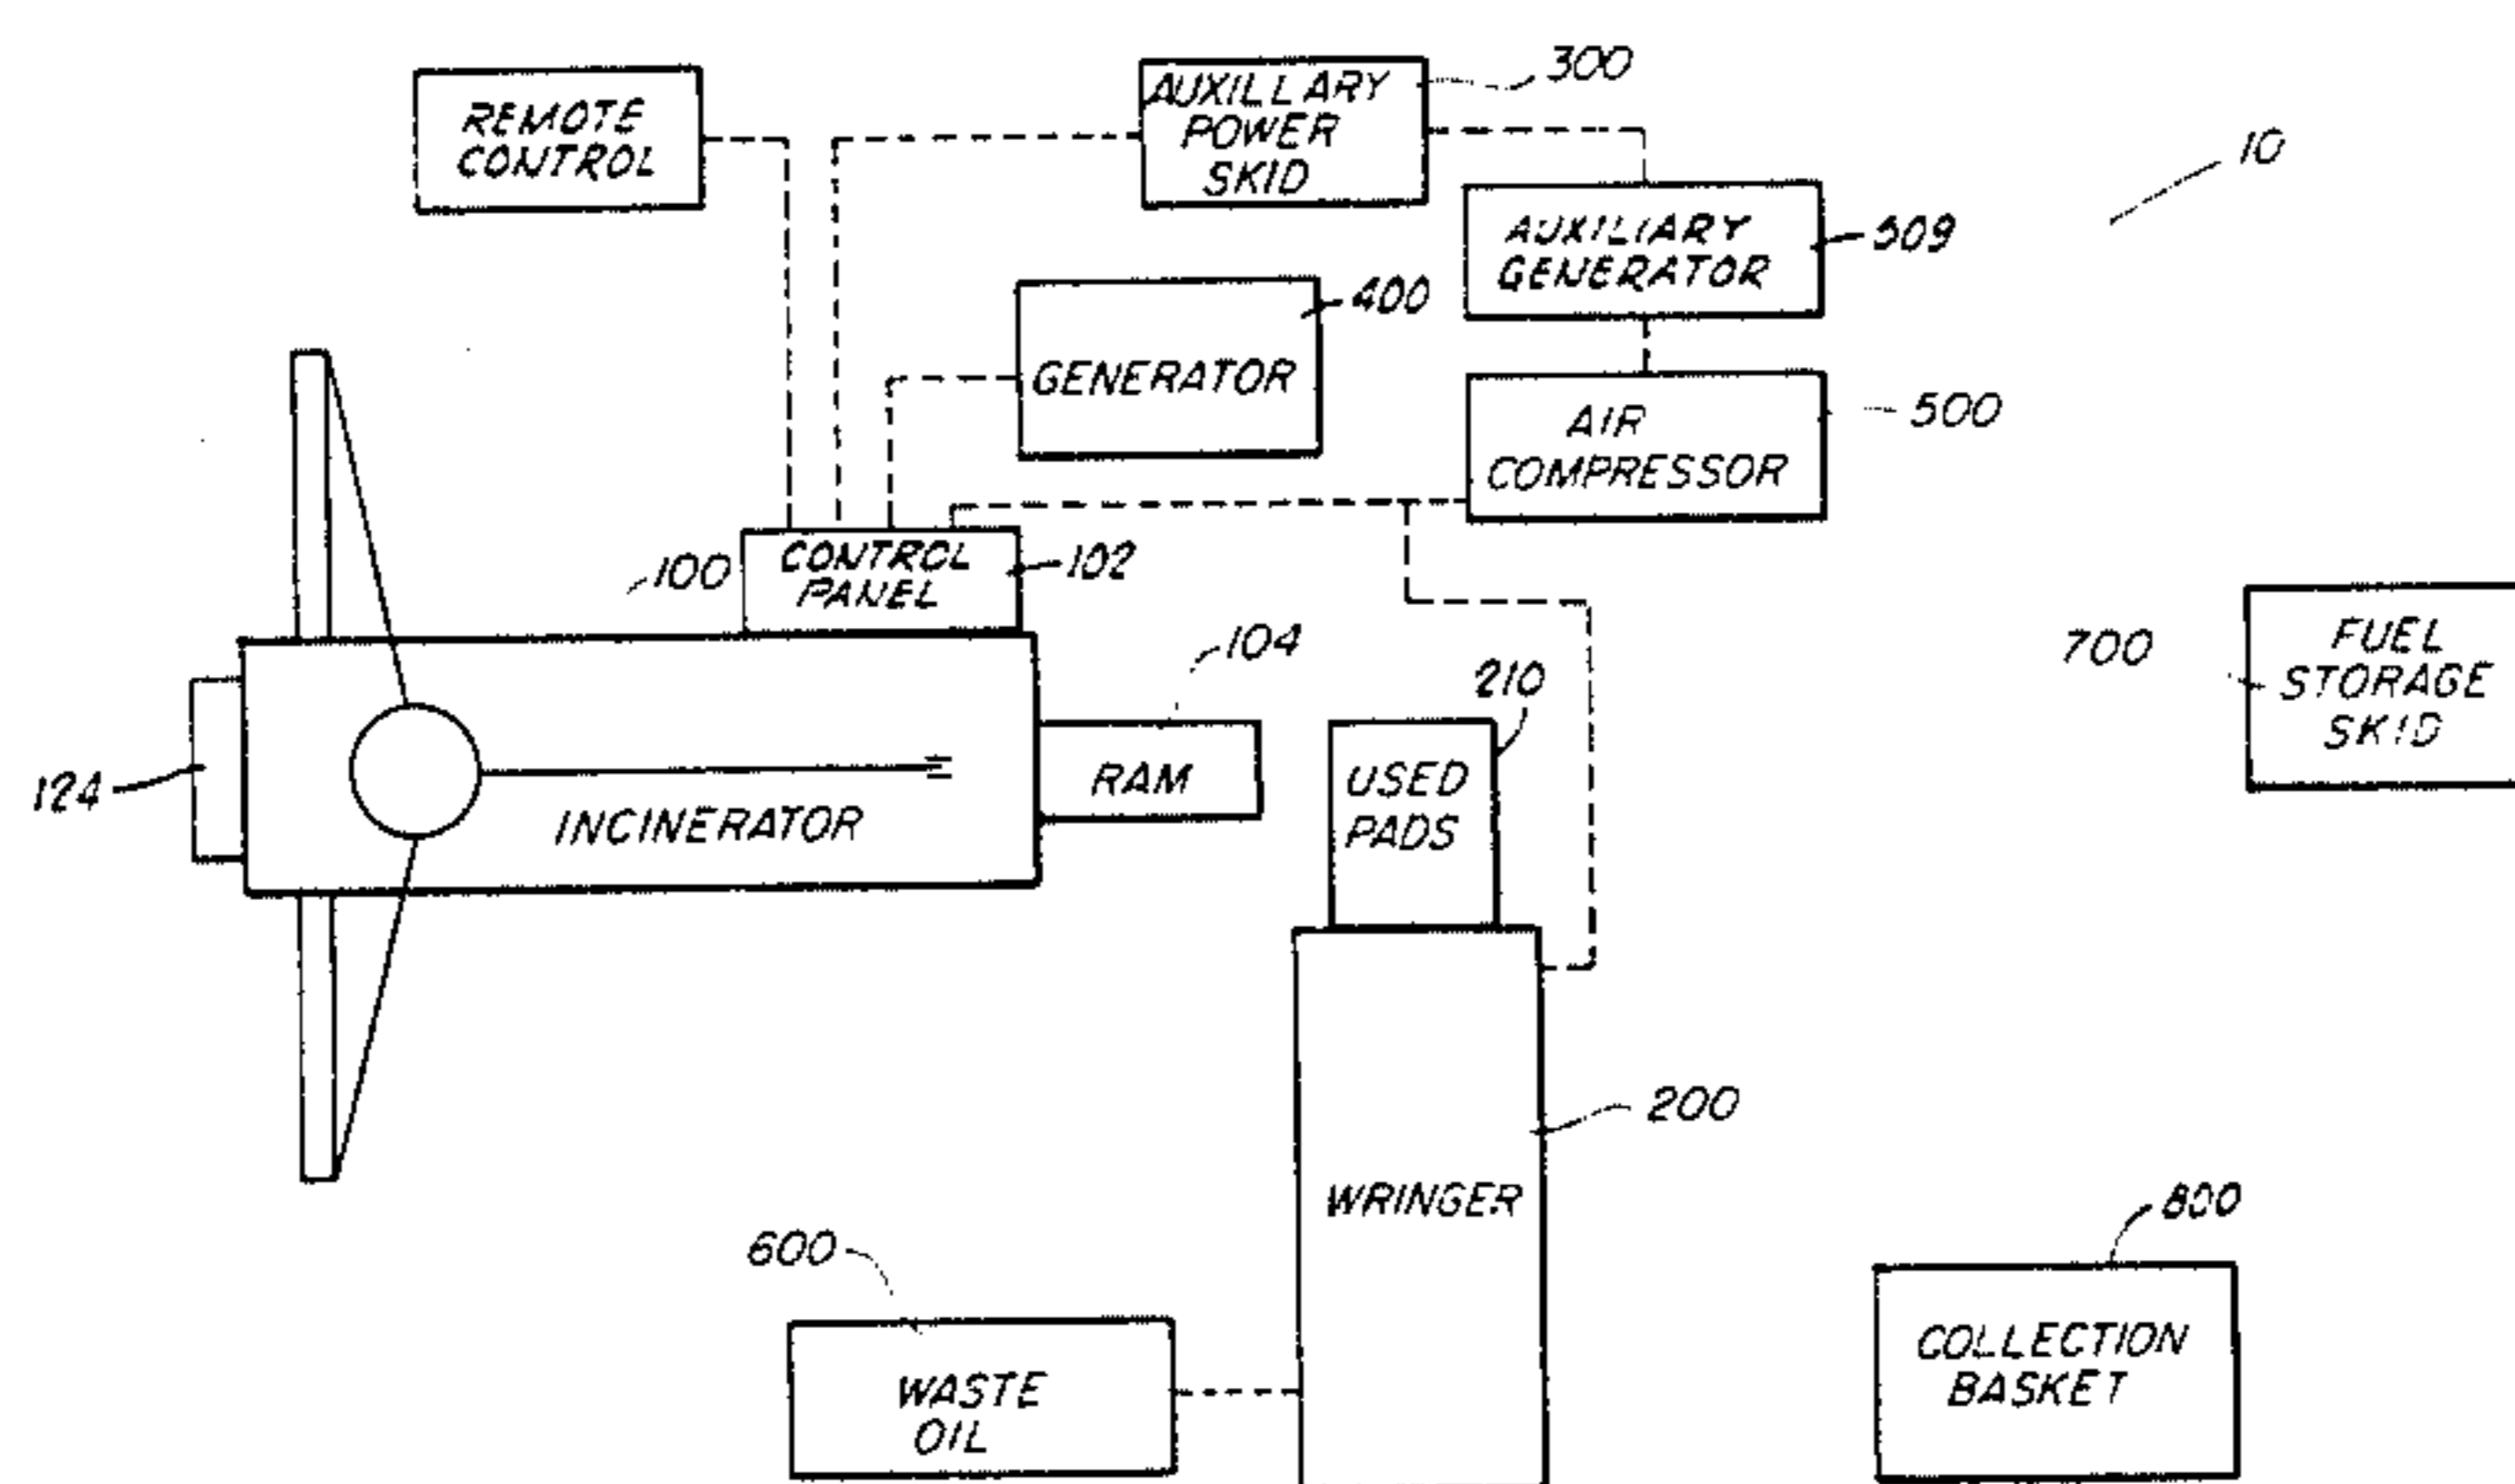 REMOTE
CONTROL
AUXILLARY
POWER
SKID
300
10
AUXILIARY
GENERATOR
509
400
GENERATOR
AIR
COMPRESSOR
500
100
CONTROL
PANEL
102
104
210
700
FUEL
STORAGE
SKID
124
INCINERATOR
RAM
USED
PADS
200
WRINGER
600
800
WASTE
OIL
COLLECTION
BASKET